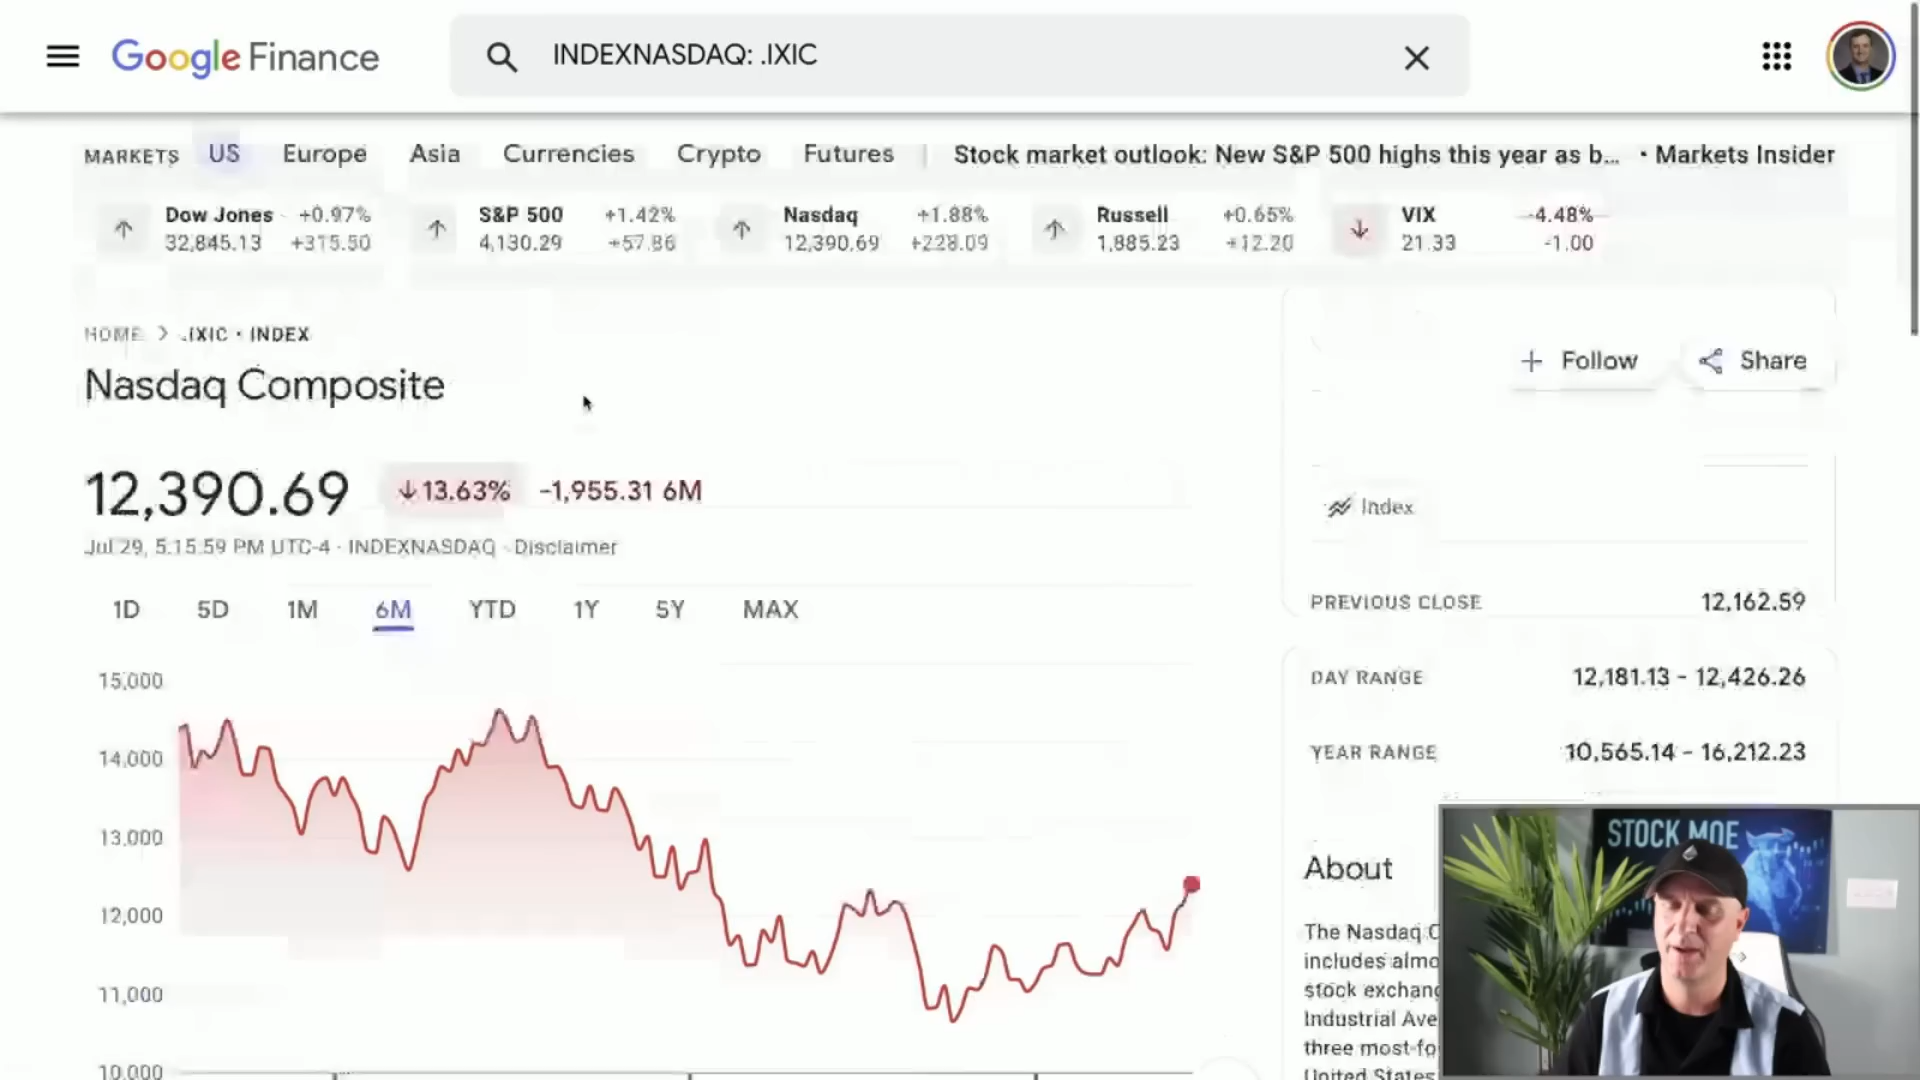 Google Finance
INDEXNASDAQ: .IXIC
MARKETS US Europe Asia Currencies Crypto Futures Stock market outlook: New S&P 500 highs this year as b... · Markets Insider
Dow Jones +0.97% S&P 500 +1.42% Nasdaq +1.88% Russell +0.65% VIX -4.48%
32,845.13 +315.50 4,130.29 +57.86 12,390.69 +228.09 1,885.23 +12.20 21.33 -1.00
HOME > .IXIC • INDEX
+ Follow Share
Nasdaq Composite
12,390.69 ↓13.63% -1,955.31 6M
Jul 29, 5:15:59 PM UTC-4 · INDEXNASDAQ · Disclaimer
1D 5D 1M 6M YTD 1Y 5Y MAX
15,000
14,000
13,000
12,000
11,000
10,000
Index
PREVIOUS CLOSE 12,162.59
DAY RANGE 12,181.13 - 12,426.26
YEAR RANGE 10,565.14 - 16,212.23
About
The Nasdaq C
includes almo
stock exchang
Industrial Ave
three most-fo
United States
STOCK MOE